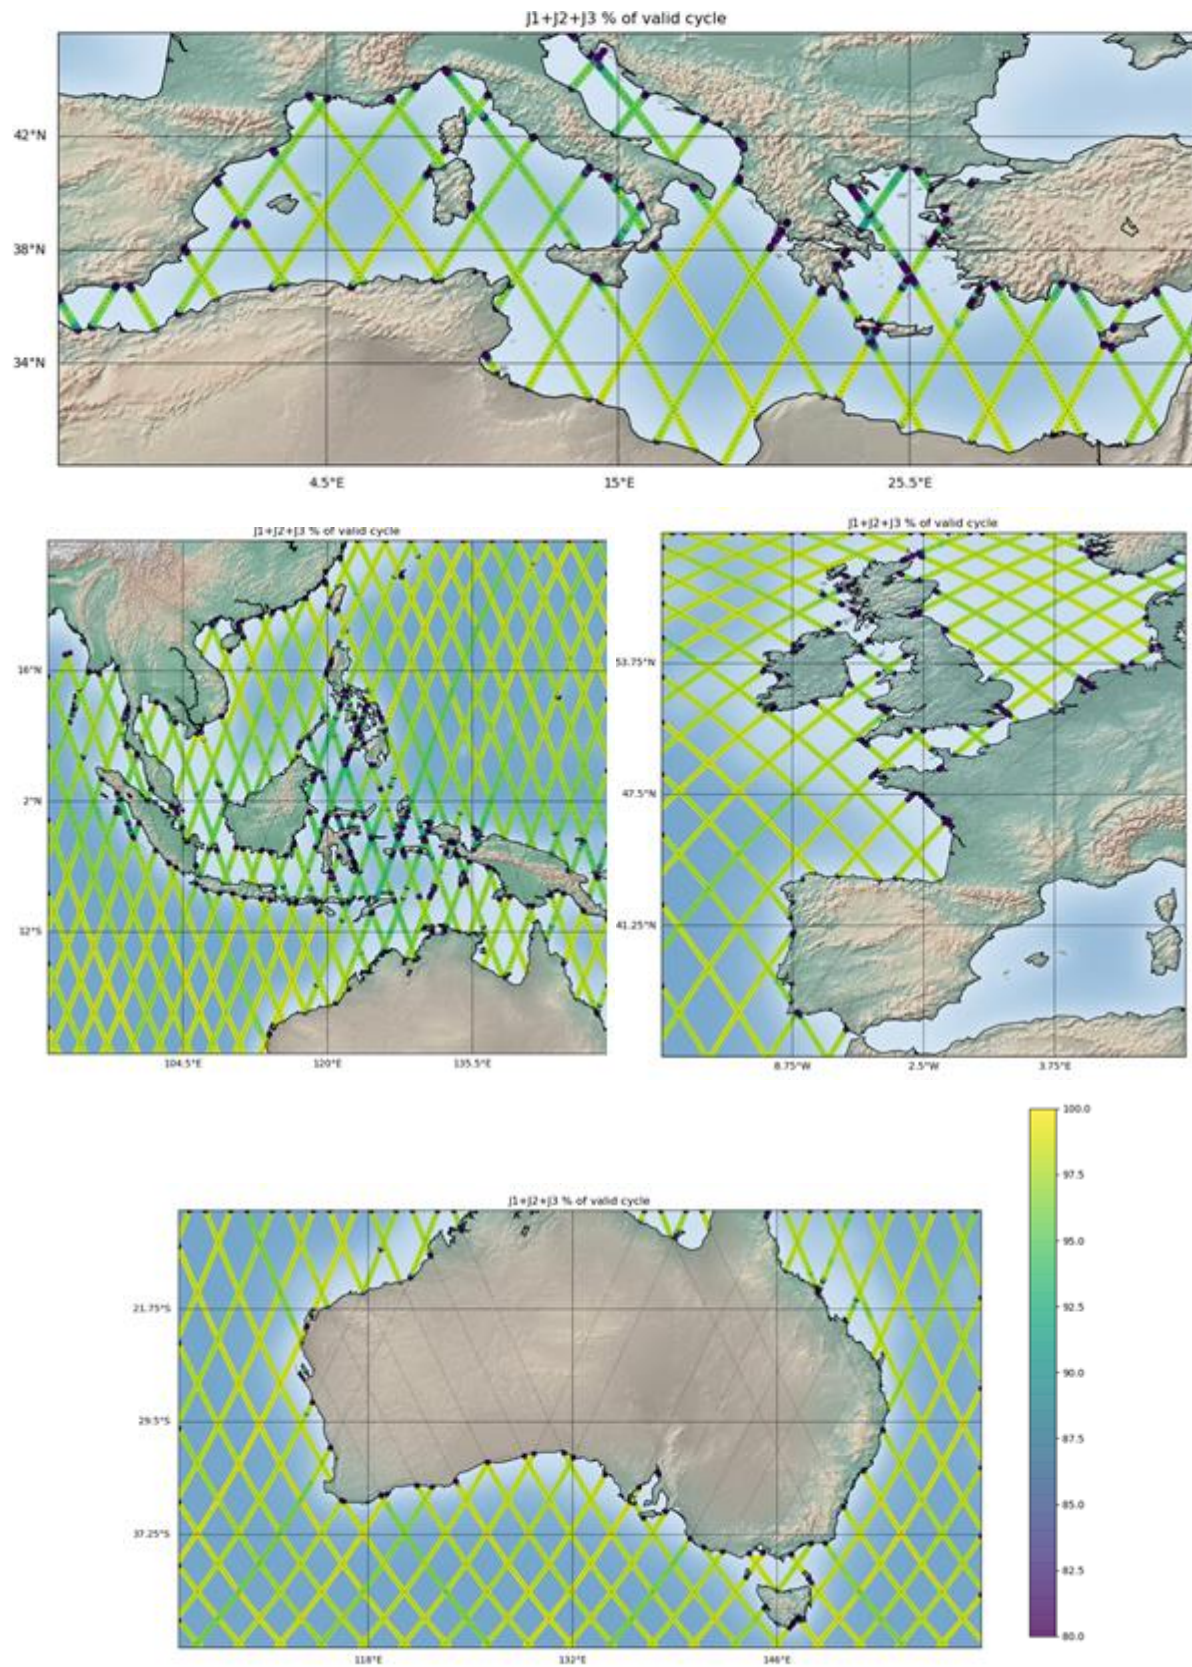 J1+J2+J3 % of valid cycle
42°N
38°N
34°N
4.5°E 15°E 25.5°E
J1+J2+J3 % of valid cycle
16°N
2°N
12°S
104.5°E 120°E 135.5°E
J1+J2+J3 % of valid cycle
53.75°N
47.5°N
41.25°N
8.75°W 2.5°W 3.75°E
J1+J2+J3 % of valid cycle
21.75°S
29.5°S
37.25°S
118°E 132°E 146°E
100.0
97.5
95.0
92.5
90.0
87.5
85.0
82.5
80.0